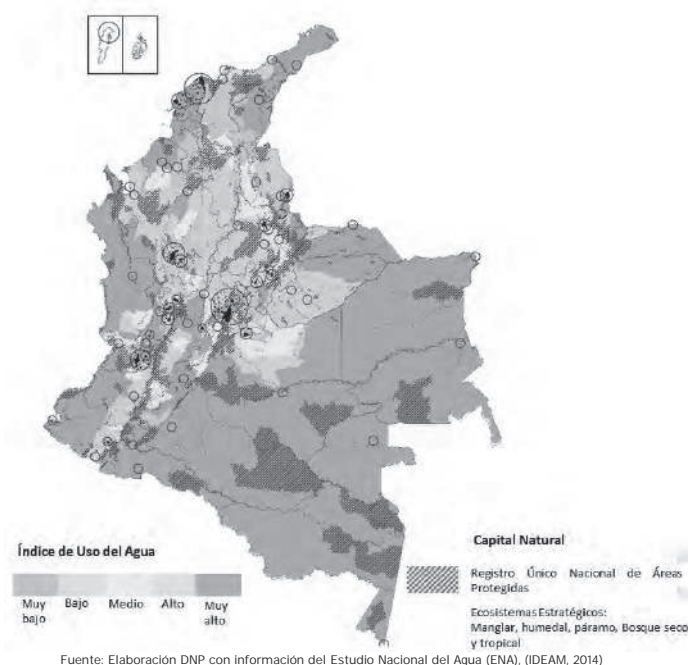 Índice de Uso del Agua
Muy bajo
Bajo
Medio
Alto
Muy alto
Capital Natural
Registro Único Nacional de Áreas
Protegidas
Ecosistemas Estratégicos:
Manglar, humedal, páramo, Bosque seco
y tropical
Fuente: Elaboración DNP con información del Estudio Nacional del Agua (ENA), (IDEAM, 2014)